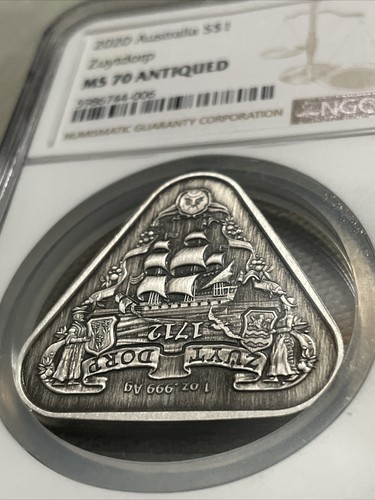 2020 Australia S$1
Zuytdorp
MS 70 ANTIQUED
5986744-006
NGC
NUMISMATIC GUARANTY CORPORATION
1712
ZUYT DORP
1 oz .999 Ag